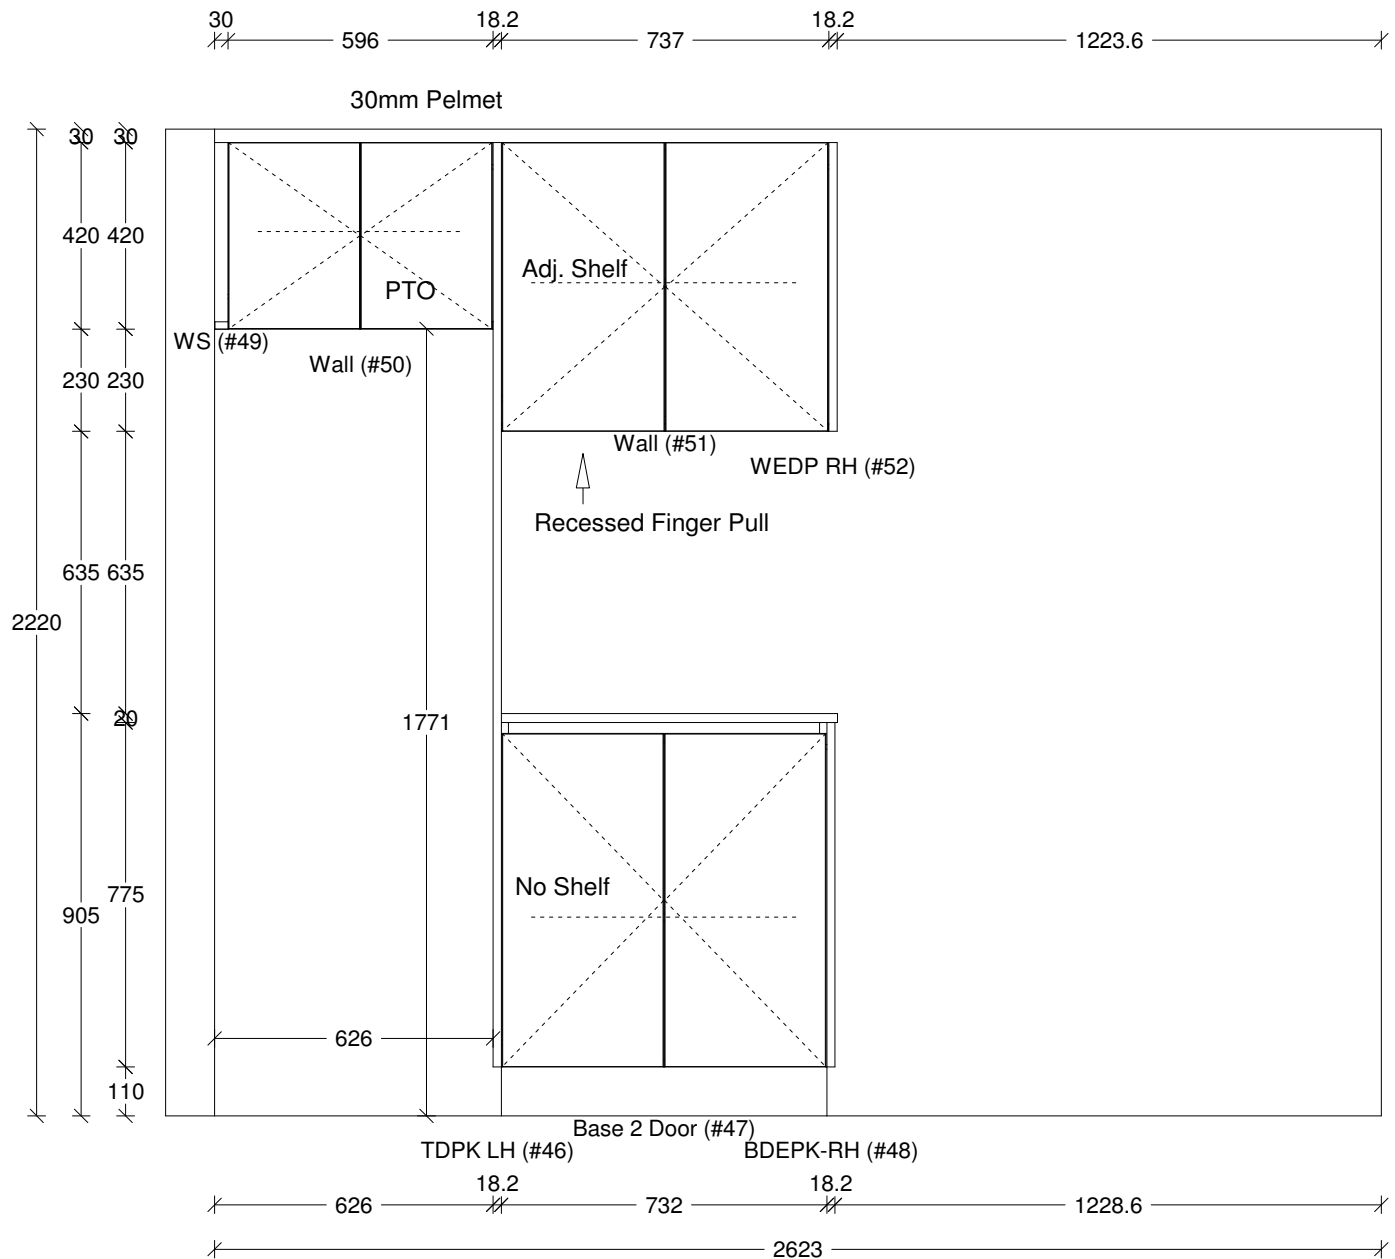 30 18.2 18.2
596 737 1223.6
30mm Pelmet
30 30
420 420
Adj. Shelf
PTO
WS (#49)
Wall (#50)
230 230
Wall (#51)
WEDP RH (#52)
Recessed Finger Pull
635 635
2220
20
1771
No Shelf
775
905
626
110
Base 2 Door (#47)
TDPK LH (#46) BDEPK-RH (#48)
18.2 18.2
626 732 1228.6
2623